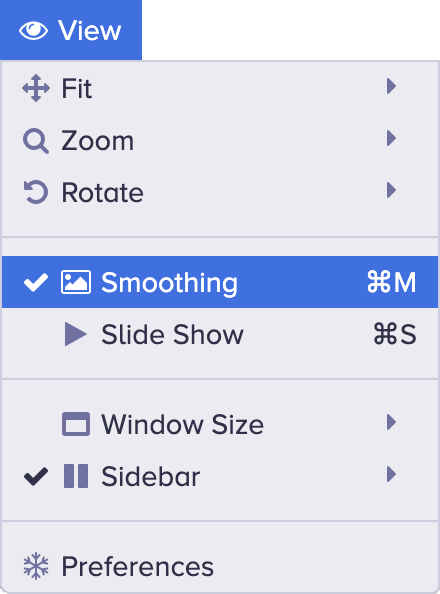 View
Fit
Zoom
Rotate
Smoothing ⌘M
Slide Show ⌘S
Window Size
Sidebar
Preferences